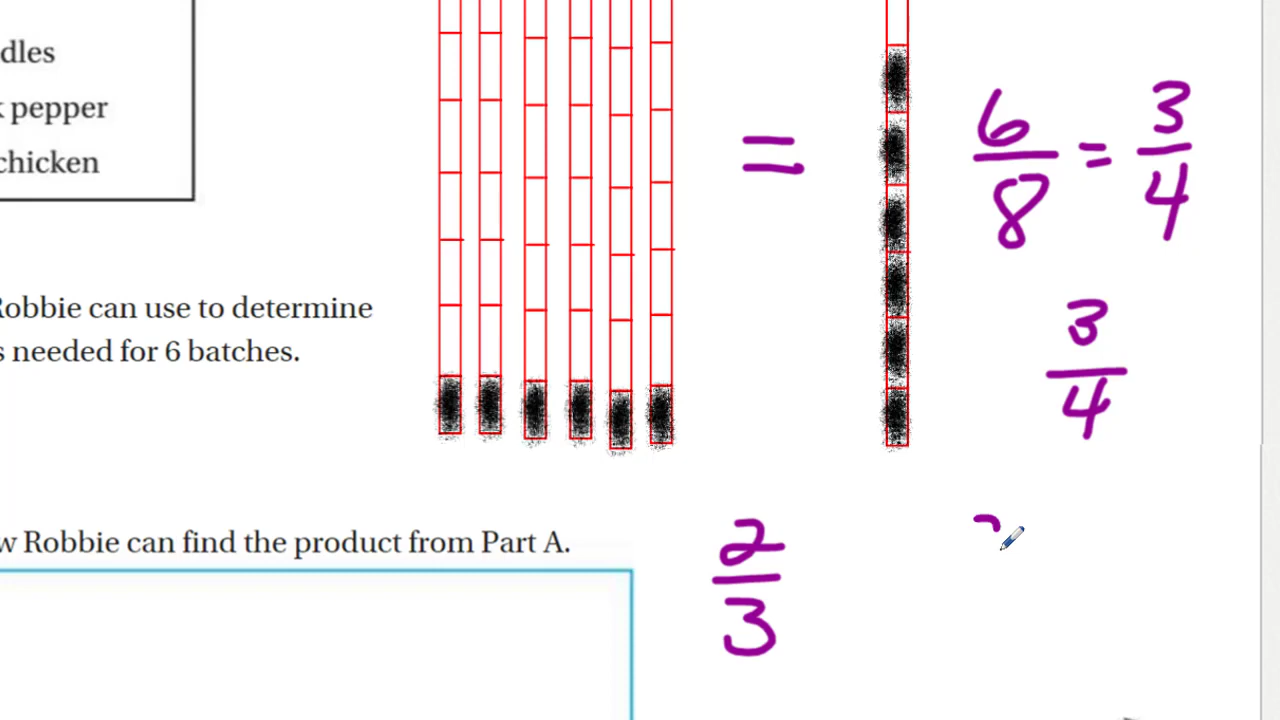 dles
k pepper
chicken
=
6/8 = 3/4
Robbie can use to determine
s needed for 6 batches.
3/4
w Robbie can find the product from Part A.
2/3